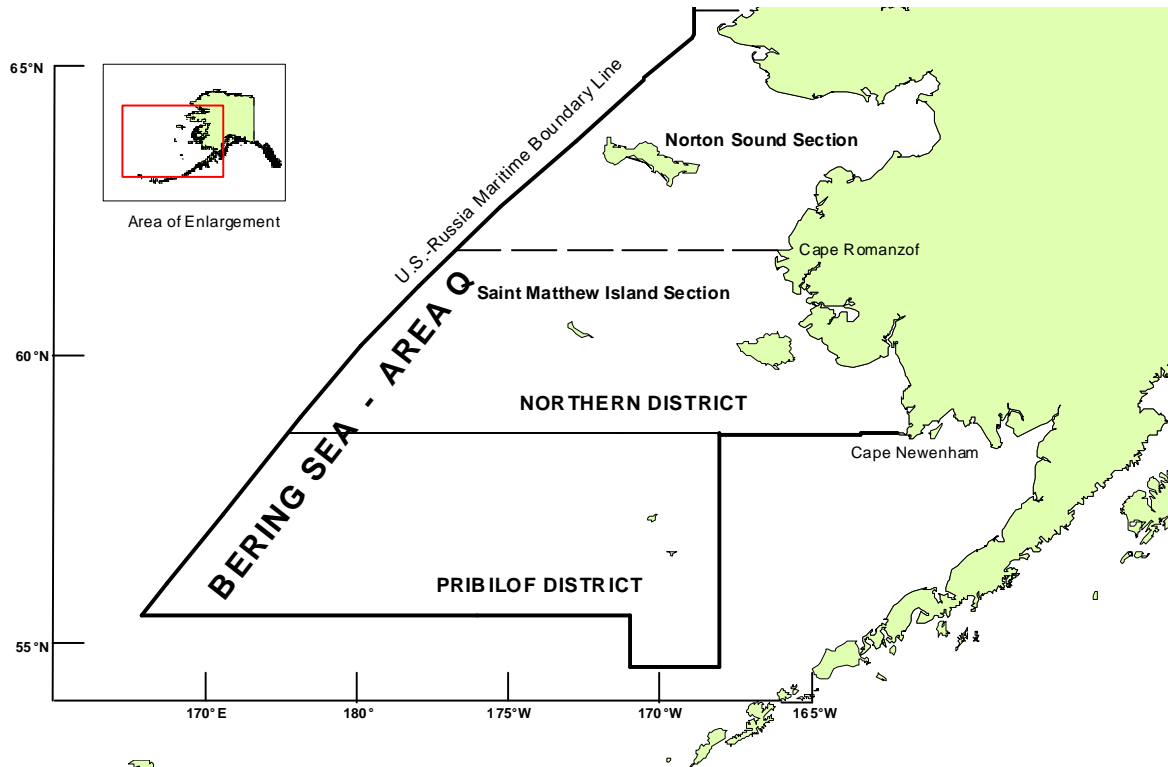 65°N
Area of Enlargement
U.S.-Russia Maritime Boundary Line
Norton Sound Section
Cape Romanzof
Saint Matthew Island Section
BERING SEA - AREA Q
60°N
NORTHERN DISTRICT
Cape Newenham
PRIBILOF DISTRICT
55°N
170°E
180°
175°W
170°W
165°W